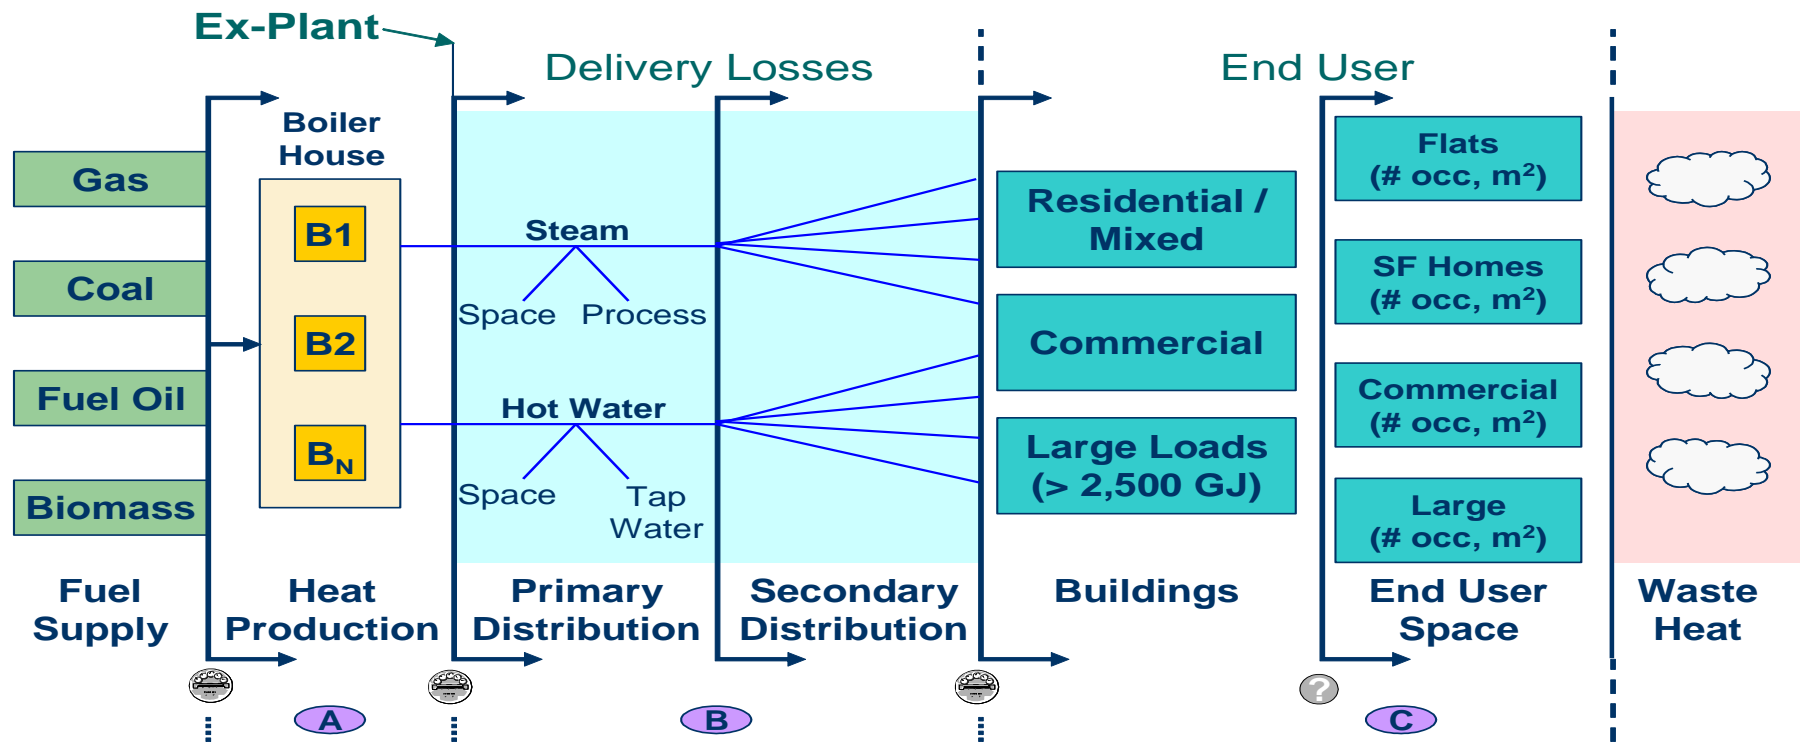 Ex-Plant
Delivery Losses
End User
Boiler
House
Gas
Coal
Fuel Oil
Biomass
B1
B2
BN
Steam
Space
Process
Hot Water
Space
Tap
Water
Residential /
Mixed
Commercial
Large Loads
(> 2,500 GJ)
Flats
(# occ, m²)
SF Homes
(# occ, m²)
Commercial
(# occ, m²)
Large
(# occ, m²)
Fuel
Supply
Heat
Production
Primary
Distribution
Secondary
Distribution
Buildings
End User
Space
Waste
Heat
?
A
B
C